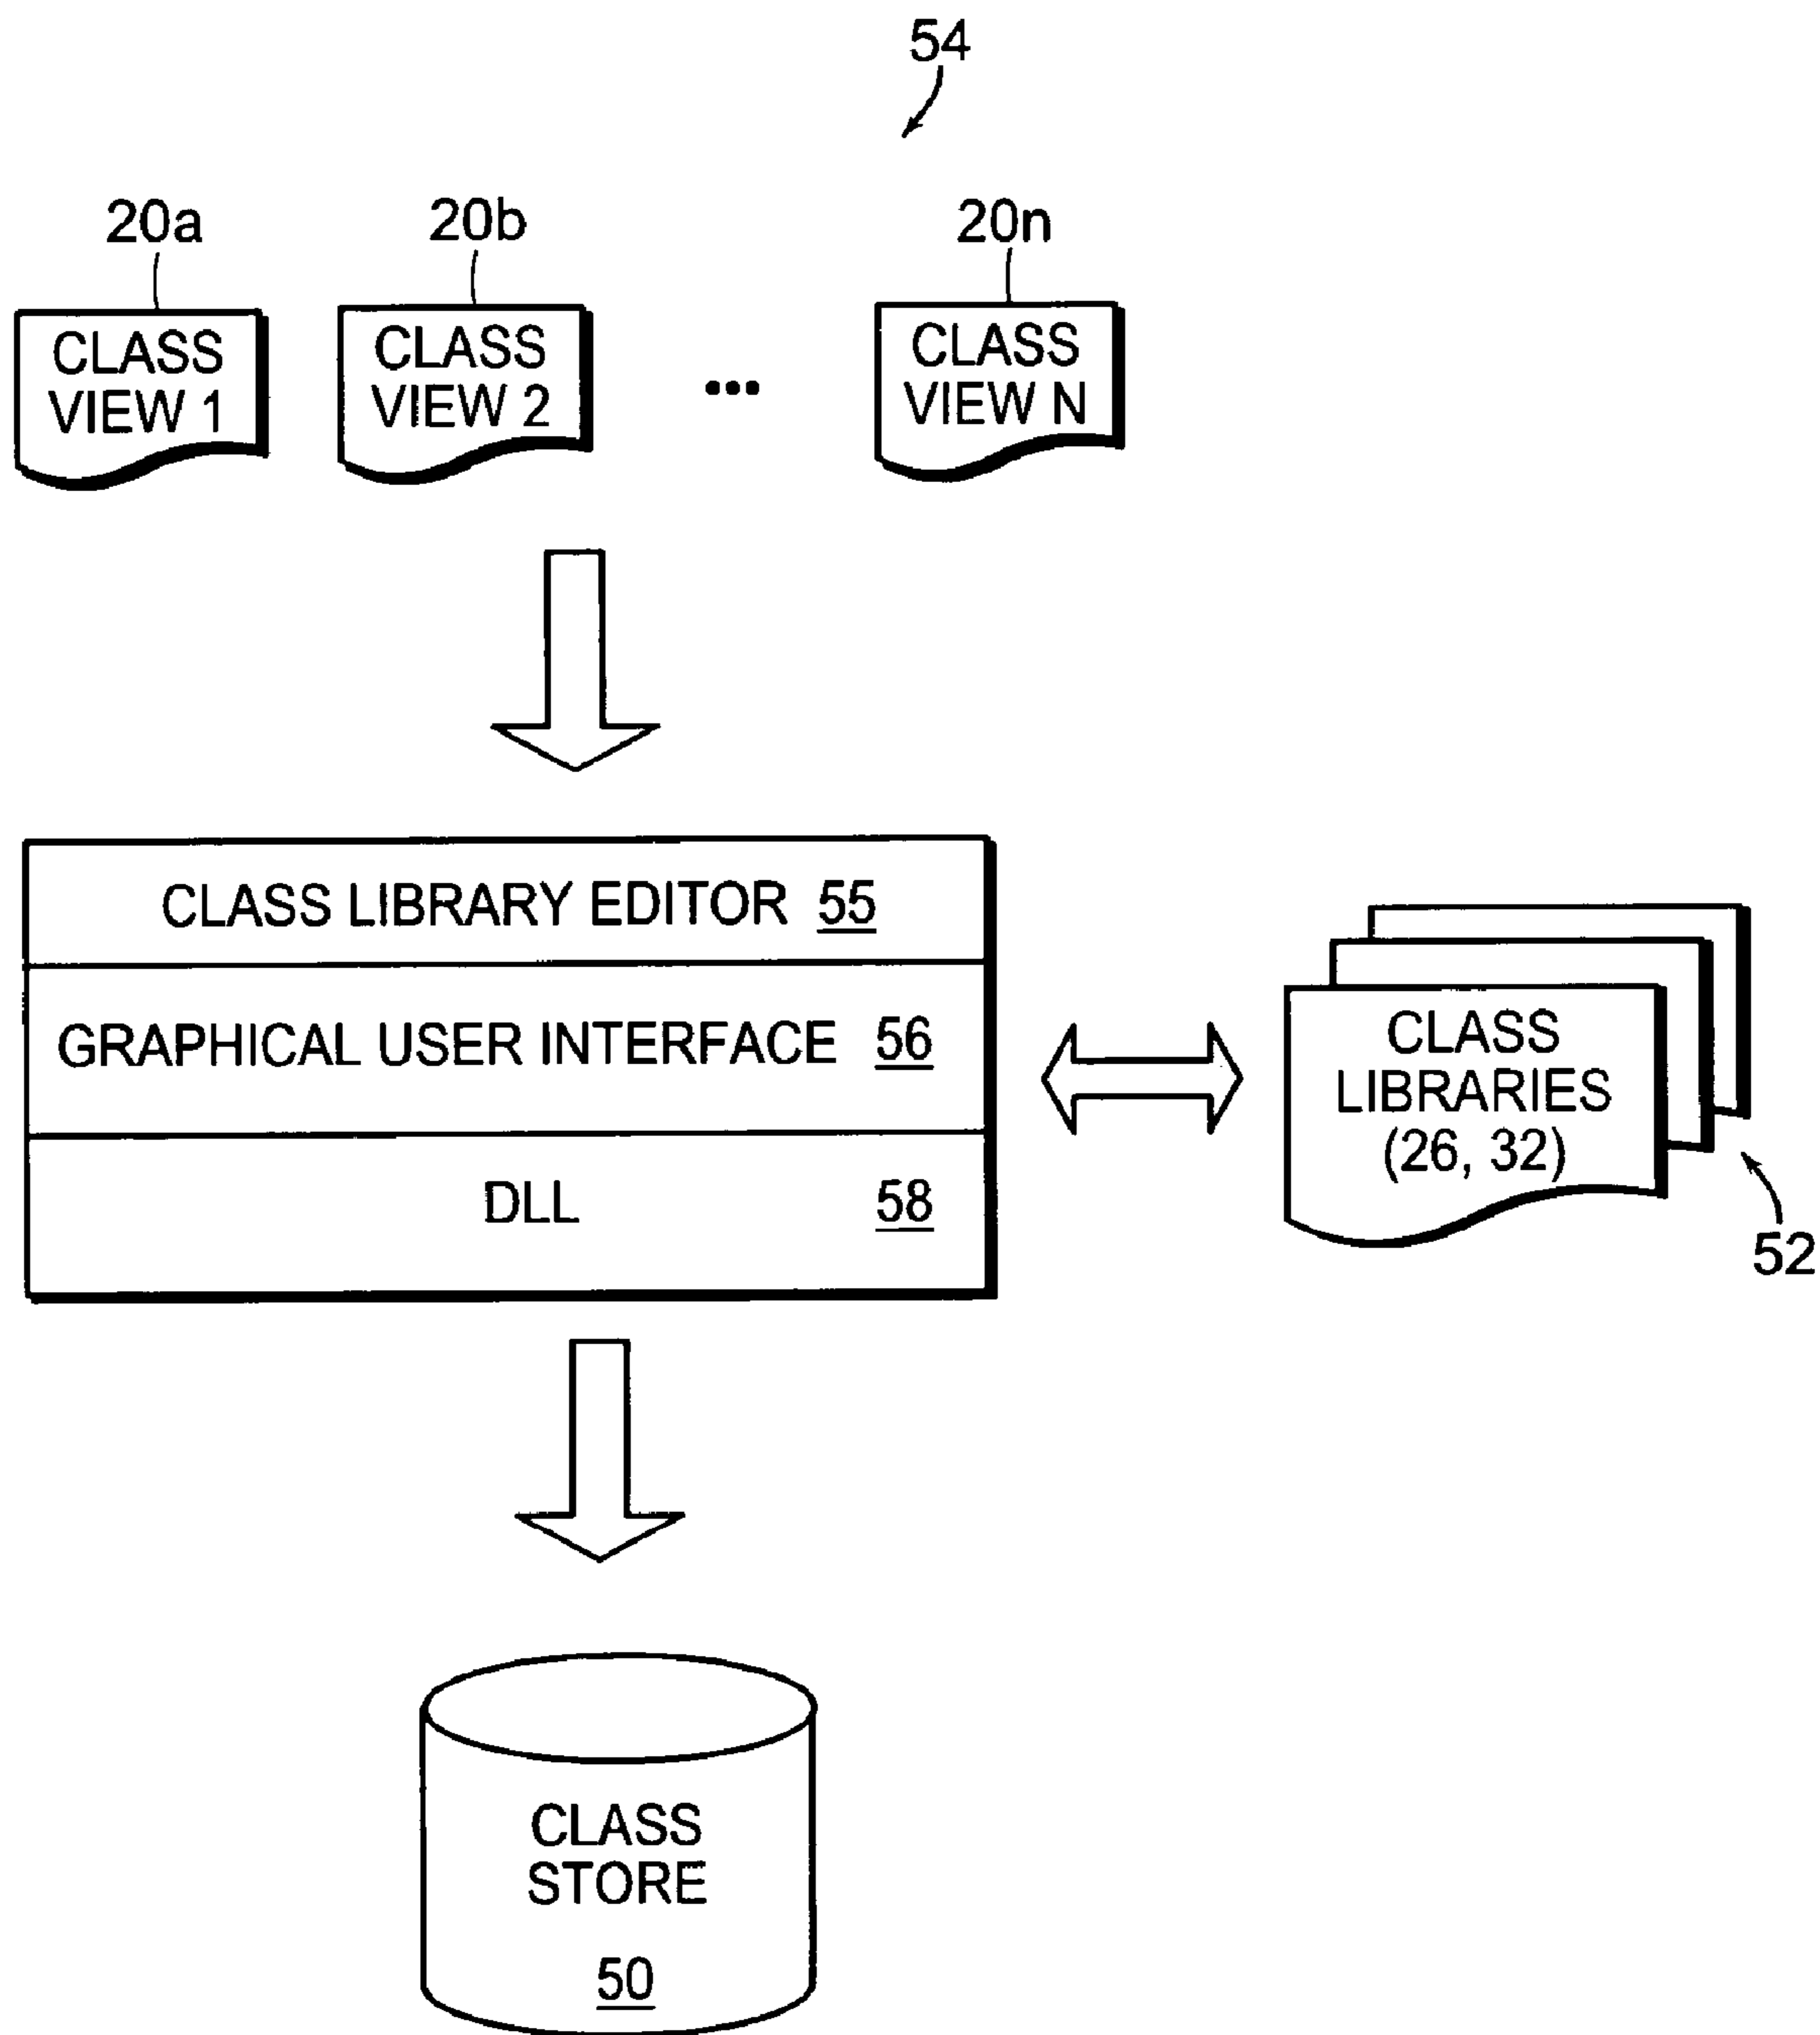 54
20a
20b
20n
CLASS
VIEW 1
CLASS
VIEW 2
...
CLASS
VIEW N
CLASS LIBRARY EDITOR 55
GRAPHICAL USER INTERFACE 56
DLL 58
CLASS
LIBRARIES
(26, 32)
52
CLASS
STORE
50